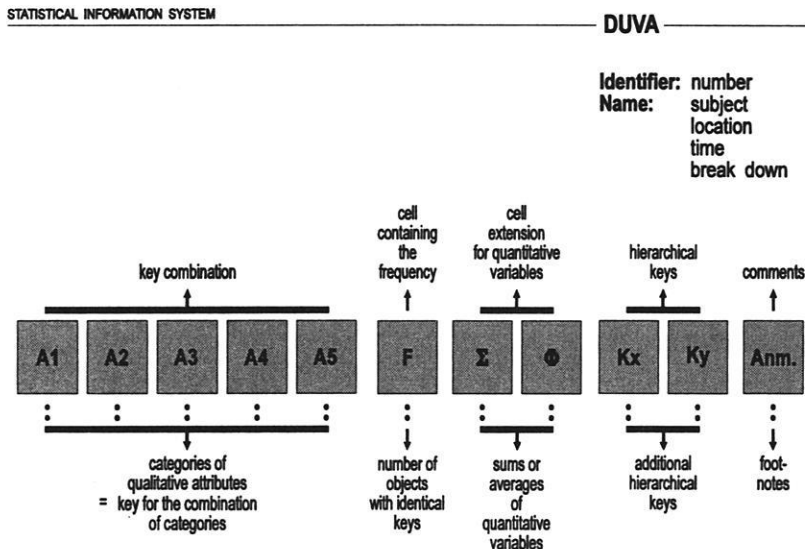 STATISTICAL INFORMATION SYSTEM
DUVA
Identifier: number
Name: subject
location
time
break down
key combination
cell
containing
the
frequency
cell
extension
for quantitative
variables
hierarchical
keys
comments
A1 A2 A3 A4 A5 F Σ Φ Kx Ky Anm.
categories of
qualitative attributes
= key for the combination
of categories
number of
objects
with identical
keys
sums or
averages
of
quantitative
variables
additional
hierarchical
keys
foot-
notes